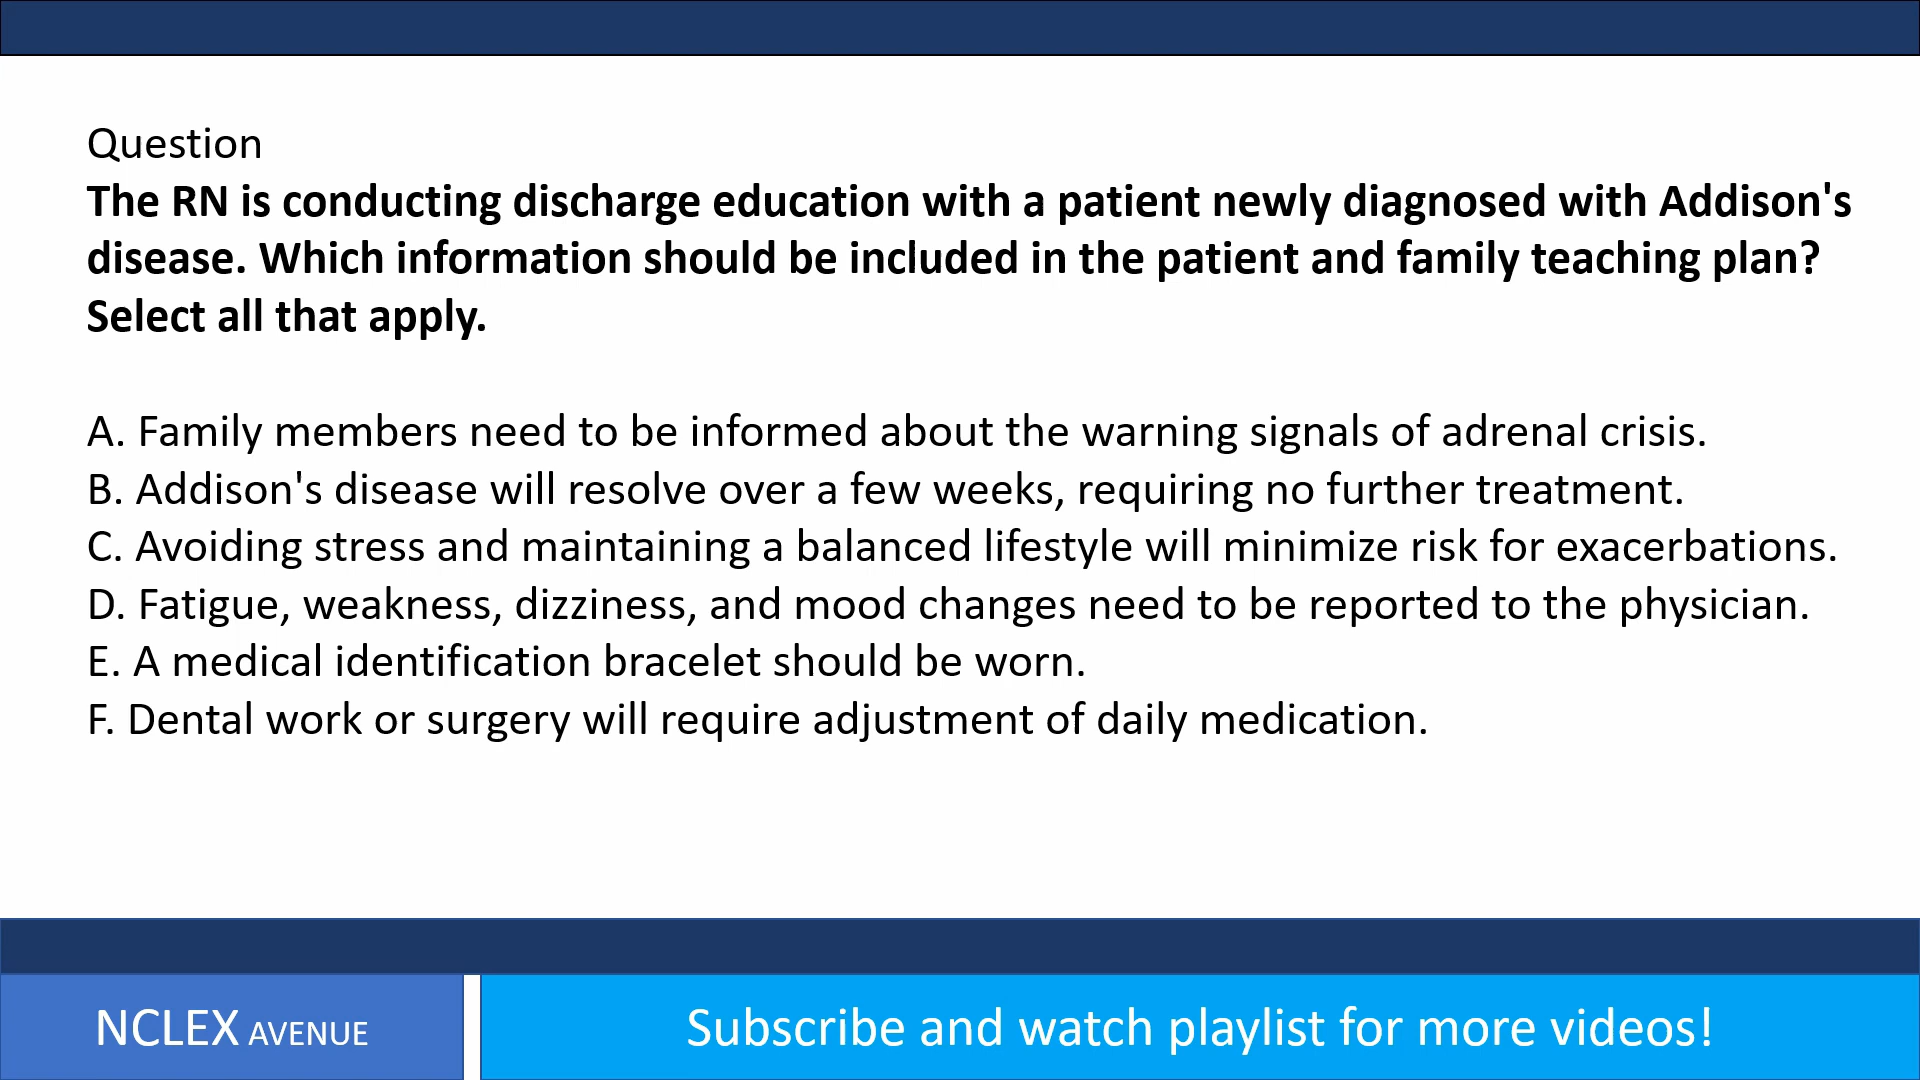 Question
The RN is conducting discharge education with a patient newly diagnosed with Addison's
disease. Which information should be included in the patient and family teaching plan?
Select all that apply.
A. Family members need to be informed about the warning signals of adrenal crisis.
B. Addison's disease will resolve over a few weeks, requiring no further treatment.
C. Avoiding stress and maintaining a balanced lifestyle will minimize risk for exacerbations.
D. Fatigue, weakness, dizziness, and mood changes need to be reported to the physician.
E. A medical identification bracelet should be worn.
F. Dental work or surgery will require adjustment of daily medication.
NCLEX AVENUE
Subscribe and watch playlist for more videos!